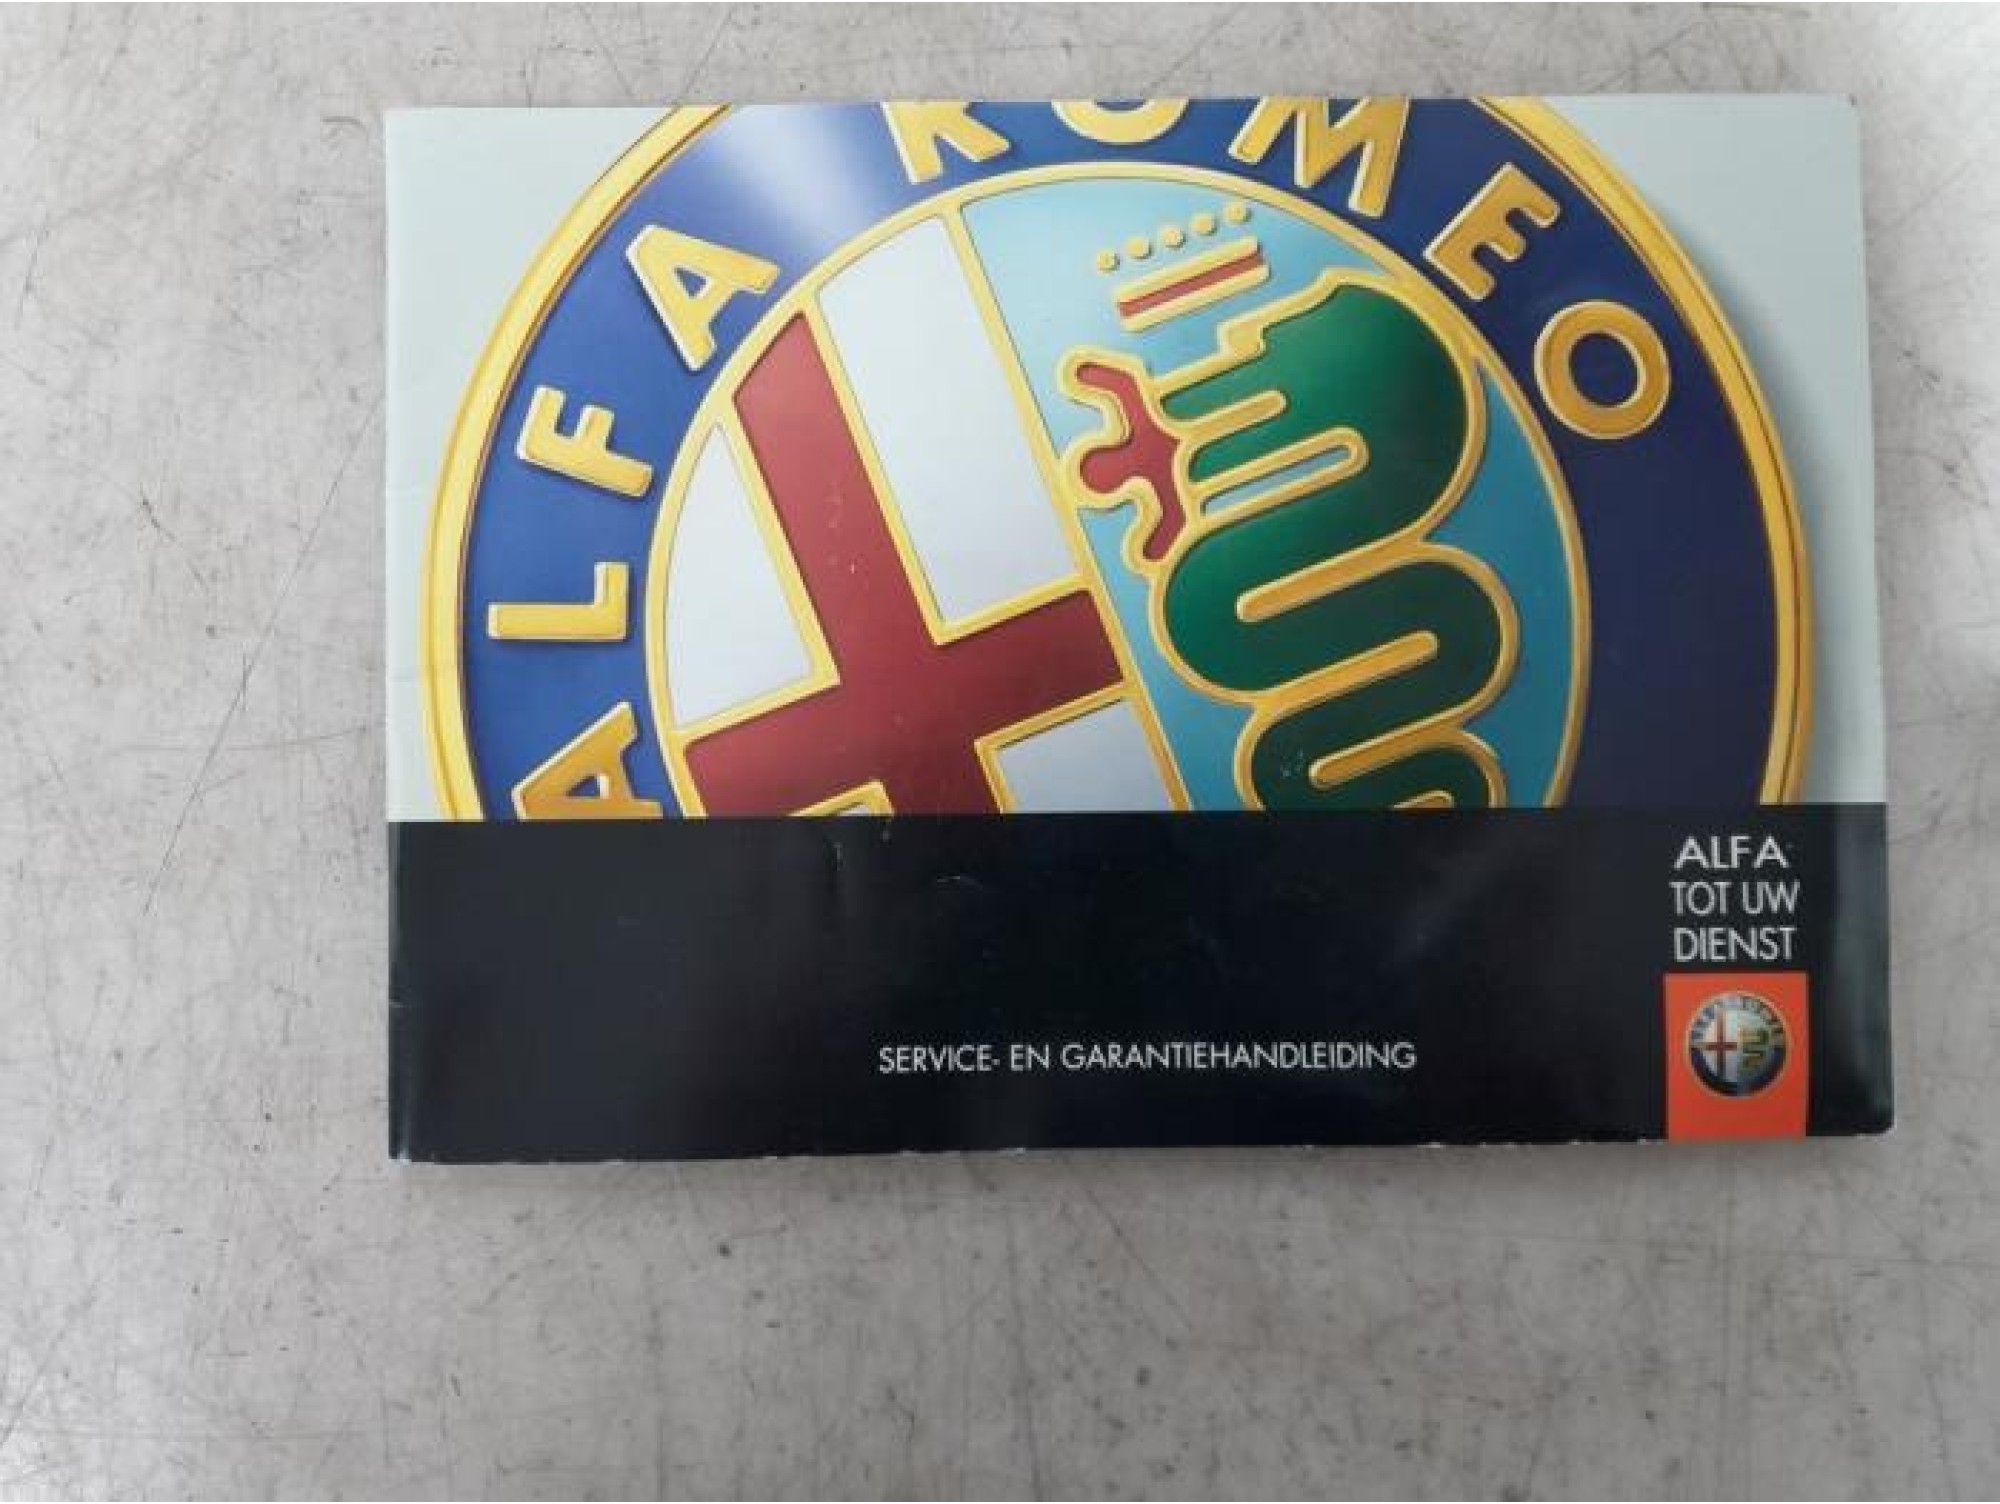 ALFA ROMEO
ALFA
TOT UW
DIENST
SERVICE- EN GARANTIEHANDLEIDING